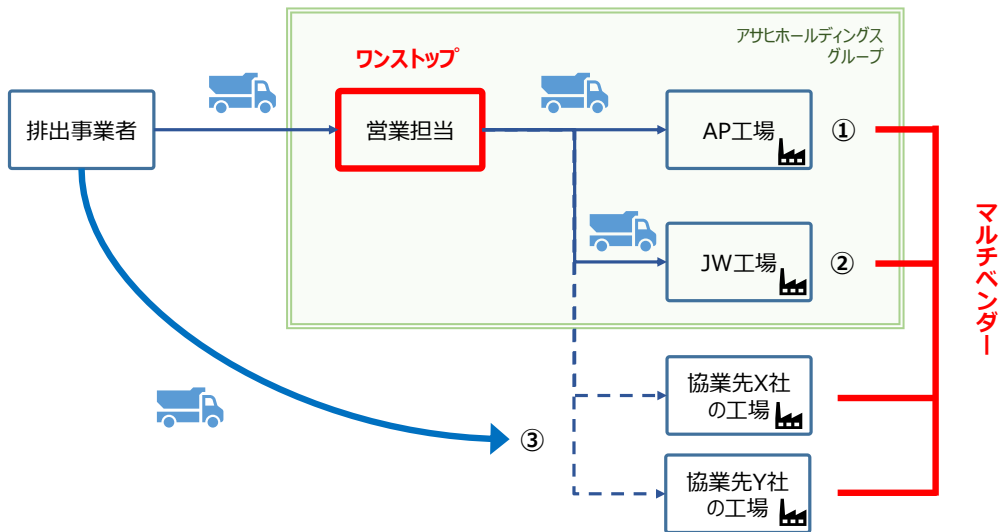 アサヒホールディングス
グループ
ワンストップ
排出事業者
営業担当
AP工場
①
JW工場
②
マルチベンダー
協業先X社
の工場
③
協業先Y社
の工場